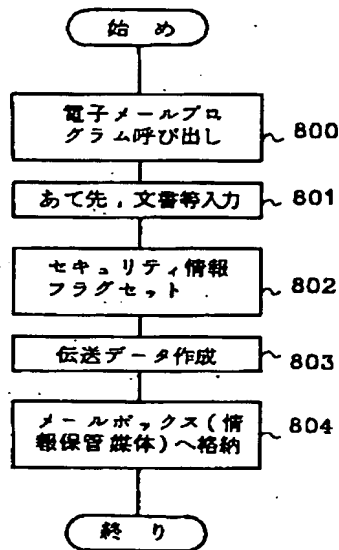 始め
電子メールプロ
グラム呼び出し
800
あて先,文書等入力
801
セキュリティ情報
フラグセット
802
伝送データ作成
803
メールボックス(情
報保管媒体)へ格納
804
終り